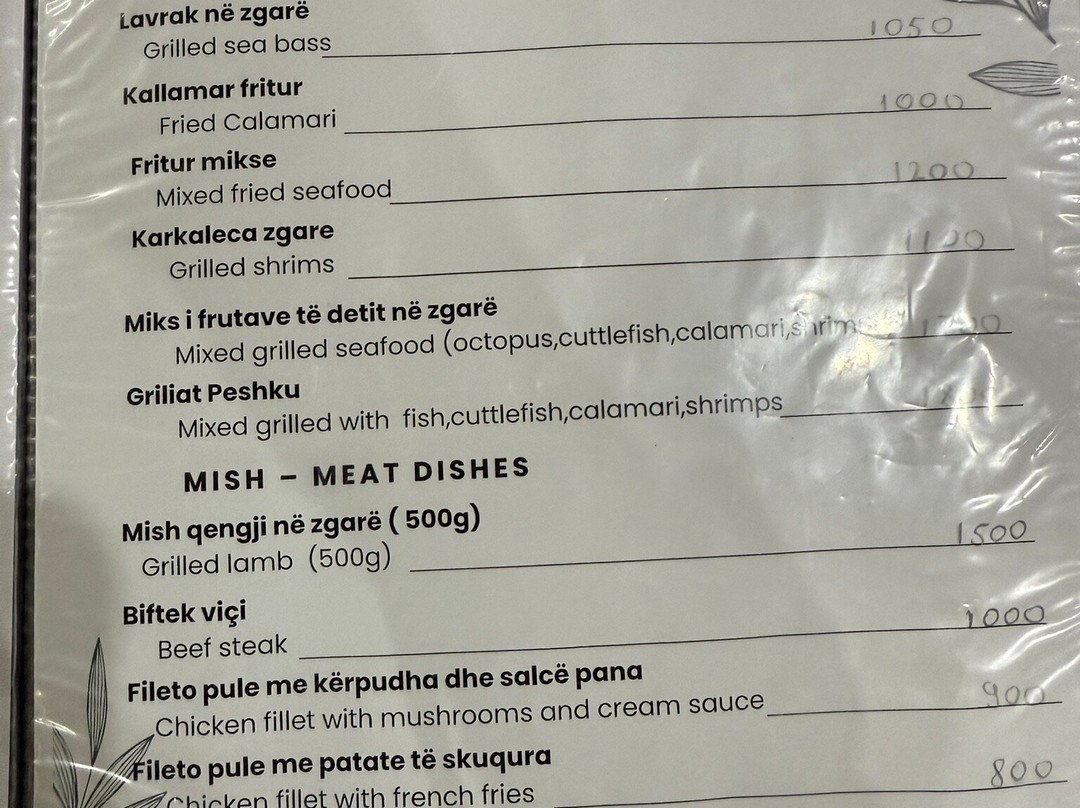 Lavrak në zgarë
Grilled sea bass 1050
Kallamar fritur
Fried Calamari 1000
Fritur mikse
Mixed fried seafood 1200
Karkaleca zgare
Grilled shrims
Miks i frutave të detit në zgarë
Mixed grilled seafood (octopus,cuttlefish,calamari,
Griliat Peshku
Mixed grilled with fish,cuttlefish,calamari,shrimps
MISH – MEAT DISHES
Mish qengji në zgarë ( 500g)
Grilled lamb (500g) 1500
Biftek viçi
Beef steak 1000
Fileto pule me kërpudha dhe salcë pana
Chicken fillet with mushrooms and cream sauce 900
Fileto pule me patate të skuqura
Chicken fillet with french fries 800